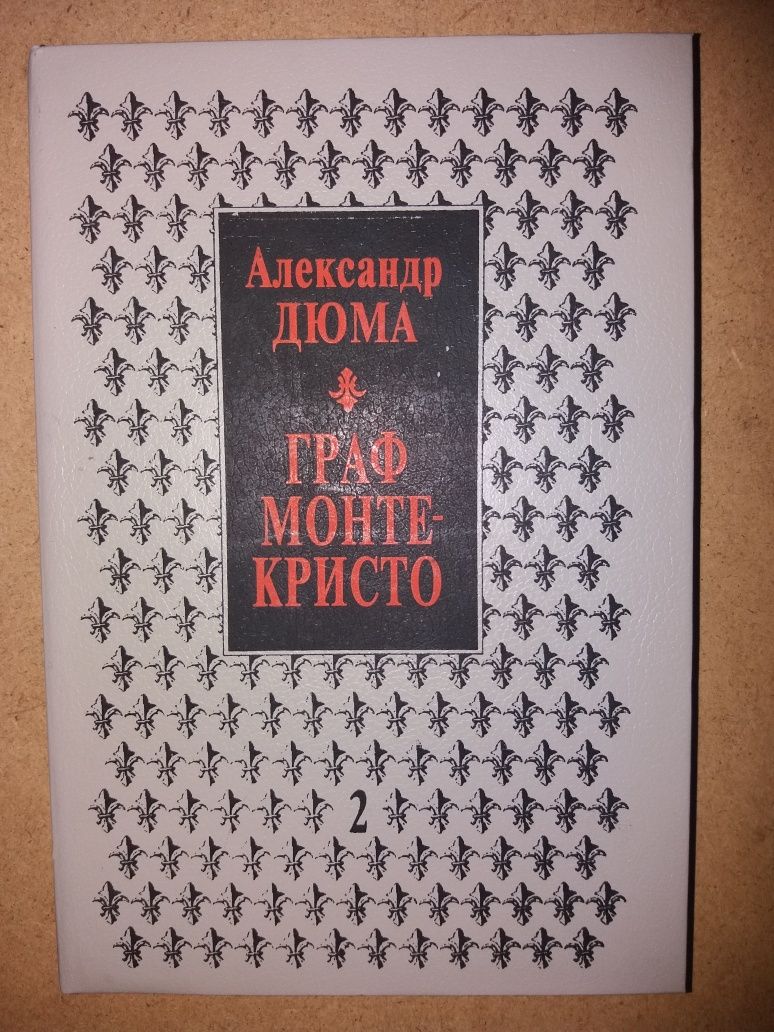 Александр
ДЮМА
ГРАФ
МОНТЕ-
КРИСТО
2